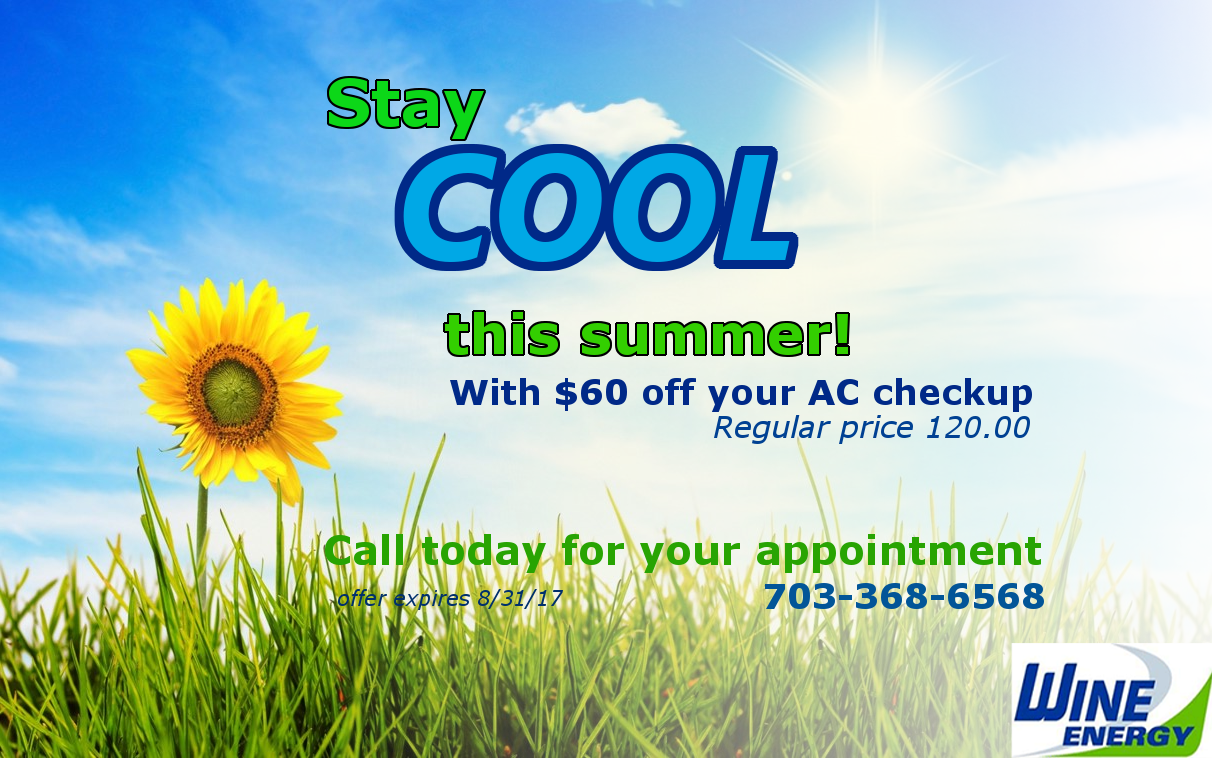 Stay
COOL
this summer!
With $60 off your AC checkup
Regular price 120.00
Call today for your appointment
offer expires 8/31/17
703-368-6568
WINE
ENERGY